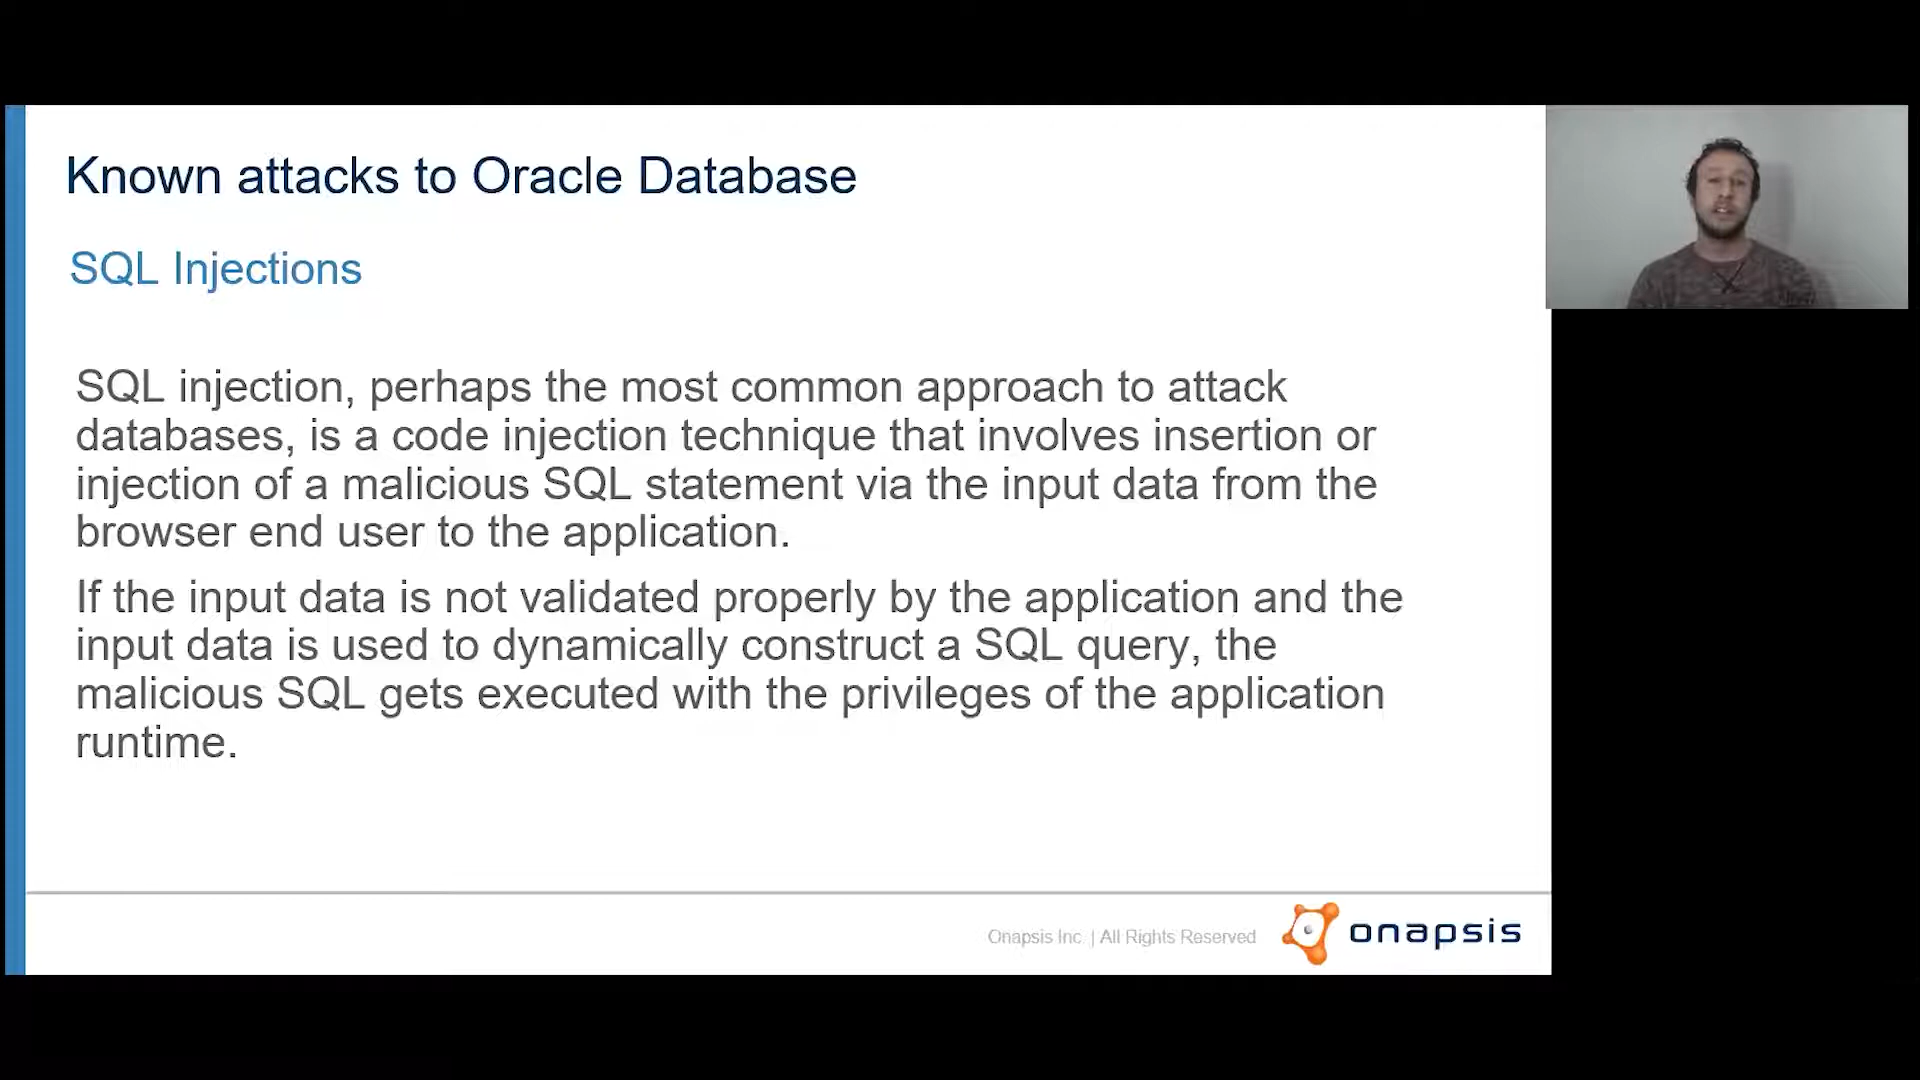 Known attacks to Oracle Database
SQL Injections
SQL injection, perhaps the most common approach to attack
databases, is a code injection technique that involves insertion or
injection of a malicious SQL statement via the input data from the
browser end user to the application.
If the input data is not validated properly by the application and the
input data is used to dynamically construct a SQL query, the
malicious SQL gets executed with the privileges of the application
runtime.
Onapsis Inc. | All Rights Reserved
onapsis